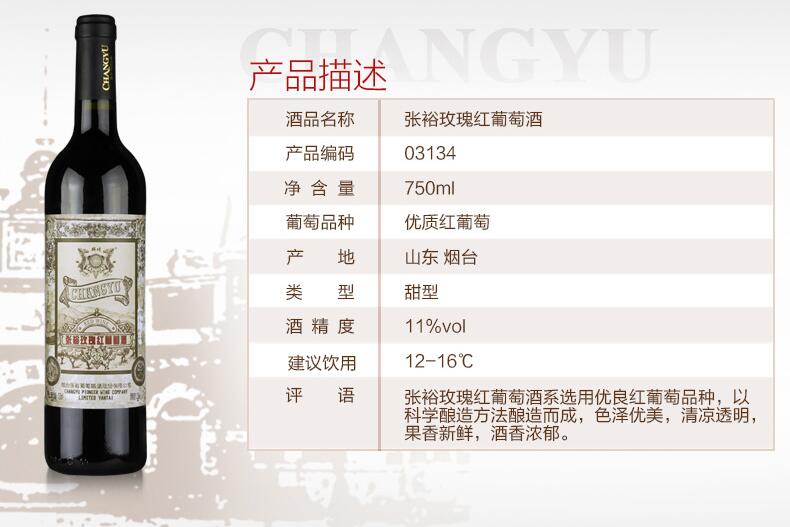 CHANGYU
产品描述
酒品名称 张裕玫瑰红葡萄酒
产品编码 03134
净含量 750ml
葡萄品种 优质红葡萄
产地 山东 烟台
类型 甜型
酒精度 11%vol
建议饮用 12-16℃
评语 张裕玫瑰红葡萄酒系选用优良红葡萄品种，以
科学酿造方法酿造而成，色泽优美，清凉透明，
果香新鲜，酒香浓郁。
CHANGYU
CHANGYU
张裕玫瑰红葡萄酒
CHANGYU PIONEER WINE COMPANY
LIMITED YANTAI